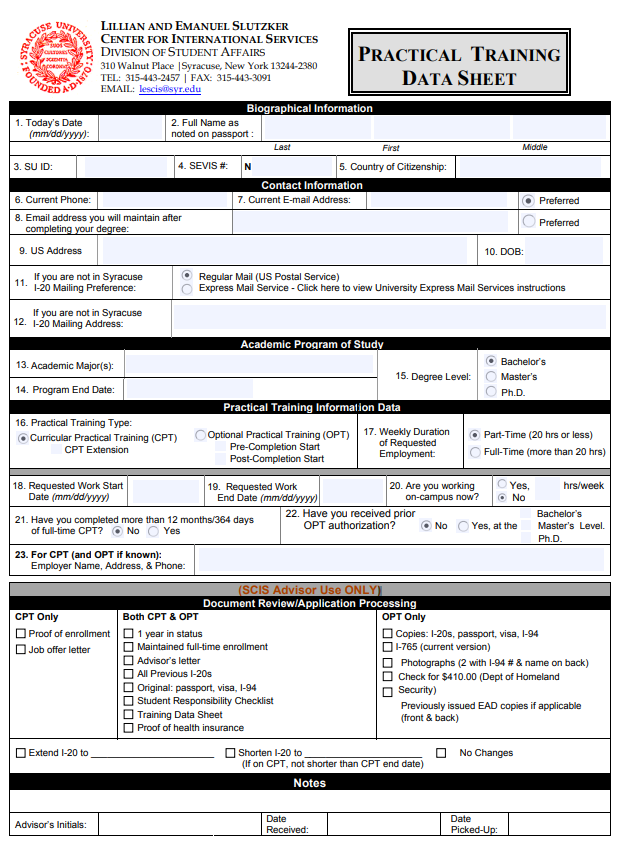 SYRACUSE UNIVERSITY
FOUNDED A·D·1870
SUOS CULTORES SCIENTIA CORONAT
LILLIAN AND EMANUEL SLUTZKER
CENTER FOR INTERNATIONAL SERVICES
DIVISION OF STUDENT AFFAIRS
310 Walnut Place |Syracuse, New York 13244-2380
TEL: 315-443-2457 | FAX: 315-443-3091
EMAIL: lescis@syr.edu
PRACTICAL TRAINING
DATA SHEET
Biographical Information
1. Today's Date
(mm/dd/yyyy):
2. Full Name as
noted on passport :
Last First Middle
3. SU ID: 4. SEVIS #: N 5. Country of Citizenship:
Contact Information
6. Current Phone: 7. Current E-mail Address: Preferred
8. Email address you will maintain after
completing your degree:
Preferred
9. US Address 10. DOB:
11. If you are not in Syracuse
I-20 Mailing Preference:
Regular Mail (US Postal Service)
Express Mail Service - Click here to view University Express Mail Services instructions
12. If you are not in Syracuse
I-20 Mailing Address:
Academic Program of Study
13. Academic Major(s):
14. Program End Date:
15. Degree Level:
Bachelor's
Master's
Ph.D.
Practical Training Information Data
16. Practical Training Type:
Curricular Practical Training (CPT)
CPT Extension
Optional Practical Training (OPT)
Pre-Completion Start
Post-Completion Start
17. Weekly Duration
of Requested
Employment:
Part-Time (20 hrs or less)
Full-Time (more than 20 hrs)
18. Requested Work Start
Date (mm/dd/yyyy)
19. Requested Work
End Date (mm/dd/yyyy)
20. Are you working
on-campus now?
Yes, hrs/week
No
21. Have you completed more than 12 months/364 days
of full-time CPT? No Yes
22. Have you received prior
OPT authorization? No Yes, at the
Bachelor's
Master's Level.
Ph.D.
23. For CPT (and OPT if known):
Employer Name, Address, & Phone:
(SCIS Advisor Use ONLY)
Document Review/Application Processing
CPT Only
Proof of enrollment
Job offer letter
Both CPT & OPT
1 year in status
Maintained full-time enrollment
Advisor's letter
All Previous I-20s
Original: passport, visa, I-94
Student Responsibility Checklist
Training Data Sheet
Proof of health insurance
OPT Only
Copies: I-20s, passport, visa, I-94
I-765 (current version)
Photographs (2 with I-94 # & name on back)
Check for $410.00 (Dept of Homeland
Security)
Previously issued EAD copies if applicable
(front & back)
Extend I-20 to ____________________ Shorten I-20 to ___________________ No Changes
(If on CPT, not shorter than CPT end date)
Notes
Advisor's Initials:
Date
Received:
Date
Picked-Up: